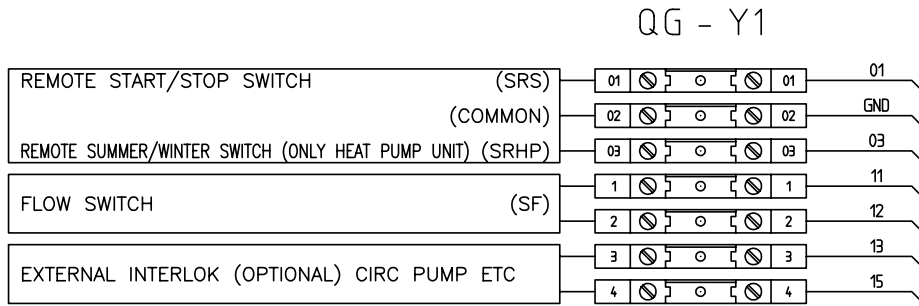 QG - Y1
REMOTE START/STOP SWITCH (SRS) 01 01 01
(COMMON) 02 02 GND
REMOTE SUMMER/WINTER SWITCH (ONLY HEAT PUMP UNIT) (SRHP) 03 03 03
1 1 11
FLOW SWITCH (SF)
2 2 12
3 3 13
EXTERNAL INTERLOK (OPTIONAL) CIRC PUMP ETC
4 4 15